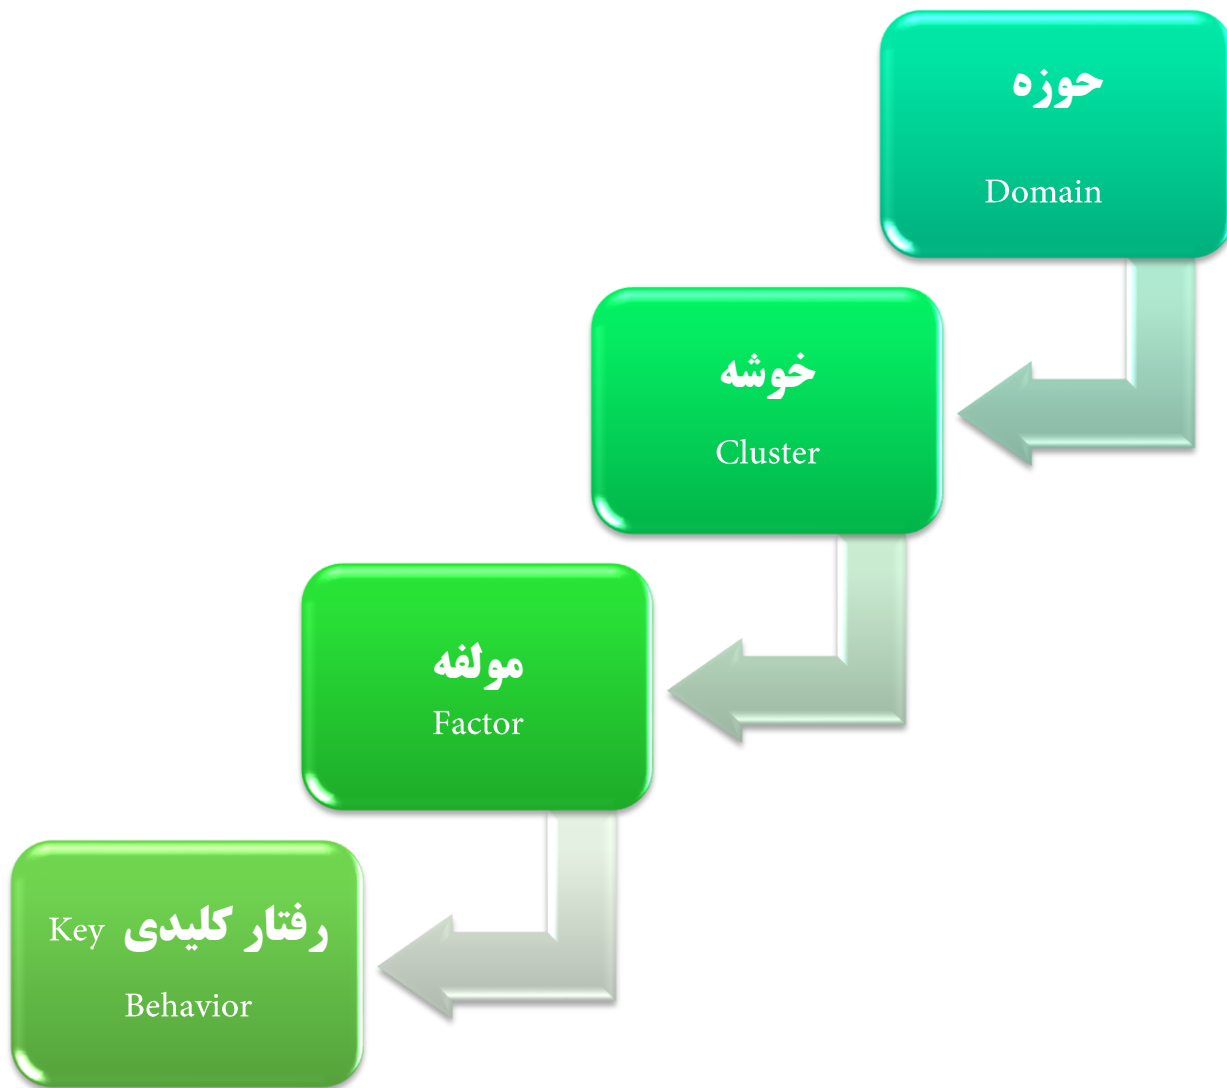 حوزه
Domain
خوشه
Cluster
مولفه
Factor
رفتار کلیدی Key
Behavior